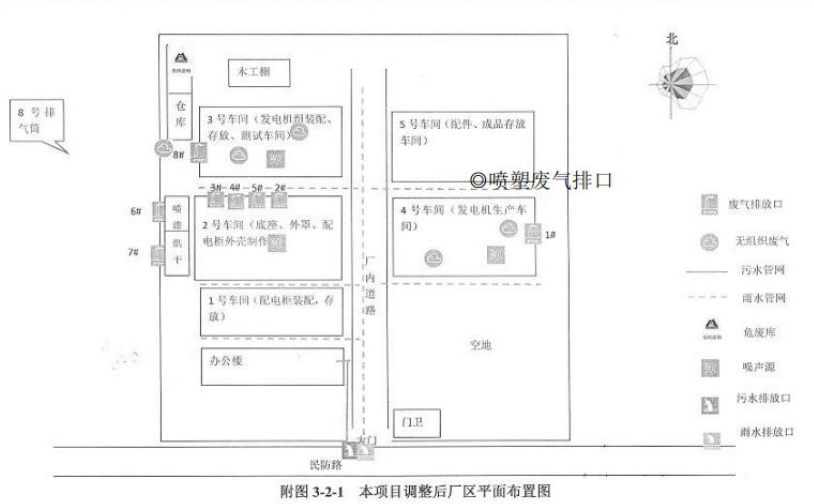 北
木工棚
仓
库
8 号排
气筒
3 号车间（发电机组装配、
存放、测试车间）
5 号车间（配件、成品存放
车间）
8#
◎喷塑废气排口
3# 4# 5# 2#
6#
喷
漆
烘
干
7#
2 号车间（底座、外罩、配
电柜外壳制作
4 号车间（发电机生产车
间）
1#
厂
内
道
路
1 号车间（配电柜装配，存
放）
办公楼
空地
门卫
大门
民防路
废气排放口
无组织废气
污水管网
雨水管网
危废库
噪声源
污水排放口
雨水排放口
附图 3-2-1 本项目调整后厂区平面布置图